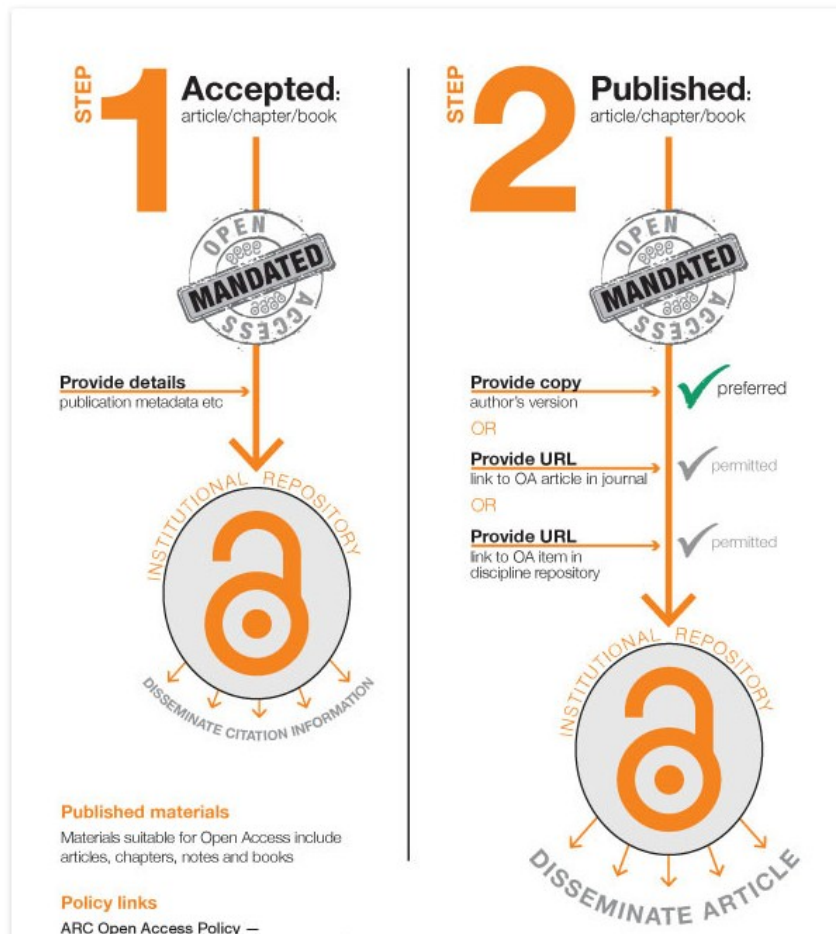 STEP
1
Accepted:
article/chapter/book
OPEN
MANDATED
ACCESS
Provide details
publication metadata etc
INSTITUTIONAL REPOSITORY
DISSEMINATE CITATION INFORMATION
Published materials
Materials suitable for Open Access include
articles, chapters, notes and books
Policy links
ARC Open Access Policy —
STEP
2
Published:
article/chapter/book
OPEN
MANDATED
ACCESS
Provide copy
author's version
preferred
OR
Provide URL
link to OA article in journal
permitted
OR
Provide URL
link to OA item in
discipline repository
permitted
INSTITUTIONAL REPOSITORY
DISSEMINATE ARTICLE